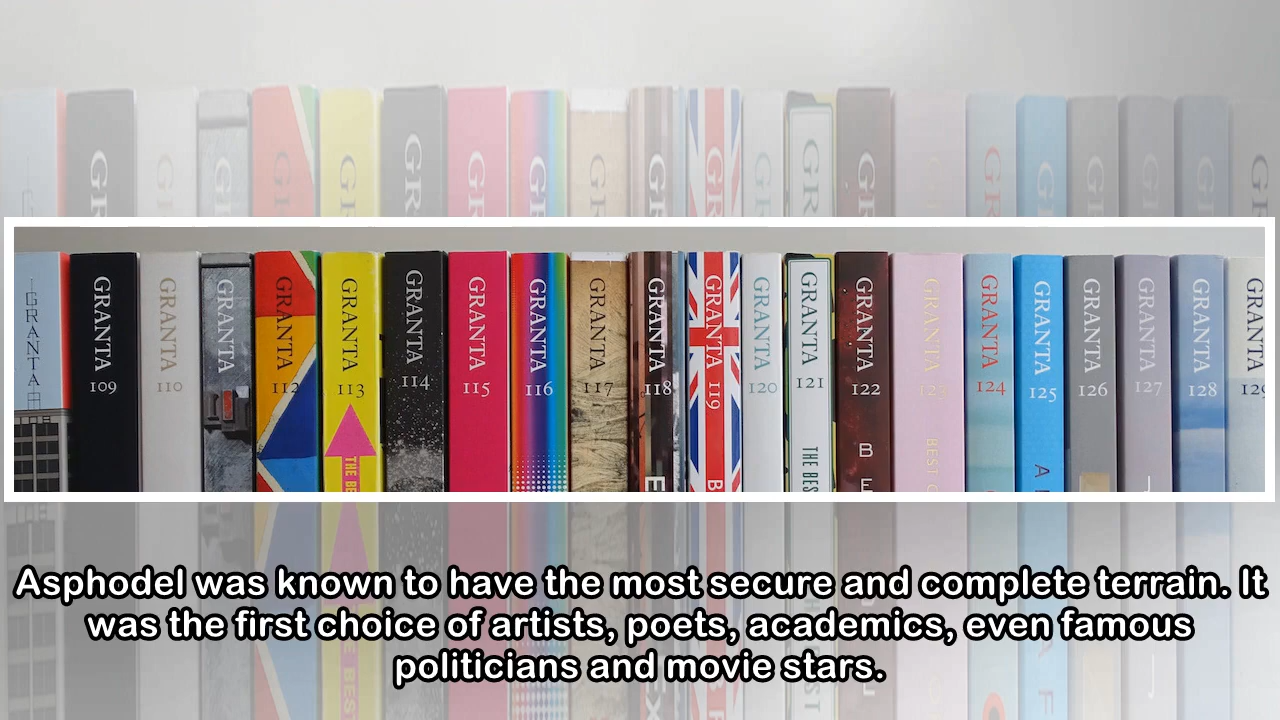 GRANTA
GRANTA 109
GRANTA 110
GRANTA
GRANTA 112
GRANTA 113 THE BE
GRANTA 114
GRANTA 115
GRANTA 116
GRANTA 117
GRANTA 118 E
GRANTA 119 B
GRANTA 120
GRANTA 121 THE BES
GRANTA 122 B E
GRANTA 123 BEST
GRANTA 124
GRANTA 125 A
GRANTA 126
GRANTA 127
GRANTA 128
GRANTA 129
Asphodel was known to have the most secure and complete terrain. It
was the first choice of artists, poets, academics, even famous
politicians and movie stars.